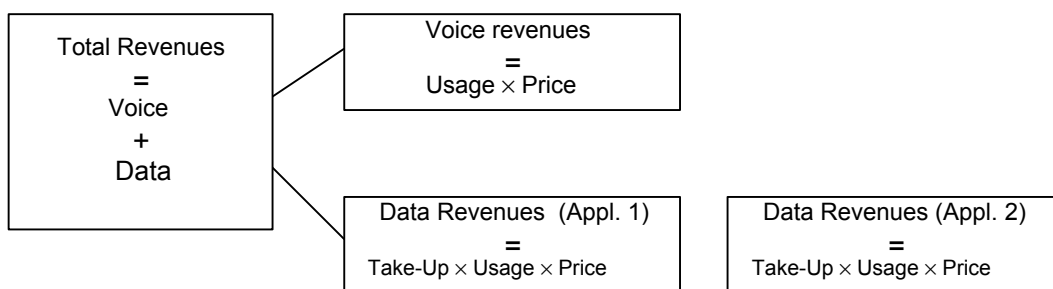 Total Revenues
=
Voice
+
Data
Voice revenues
=
Usage × Price
Data Revenues (Appl. 1)
=
Take-Up × Usage × Price
Data Revenues (Appl. 2)
=
Take-Up × Usage × Price